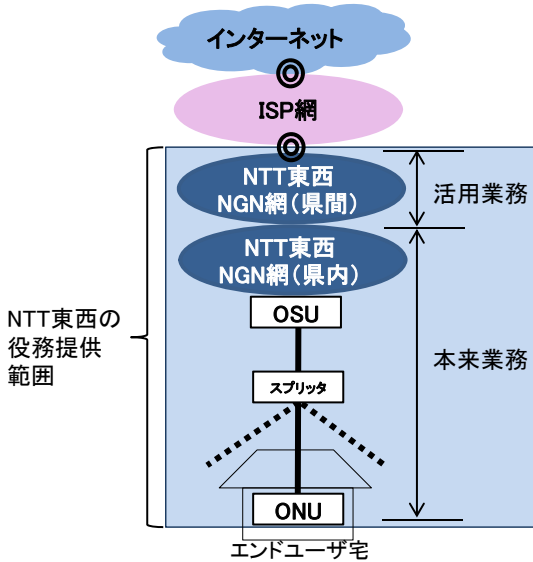 インターネット
ISP網
NTT東西
NGN網(県間)
活用業務
NTT東西
NGN網(県内)
OSU
NTT東西の
役務提供
範囲
スプリッタ
本来業務
ONU
エンドユーザ宅